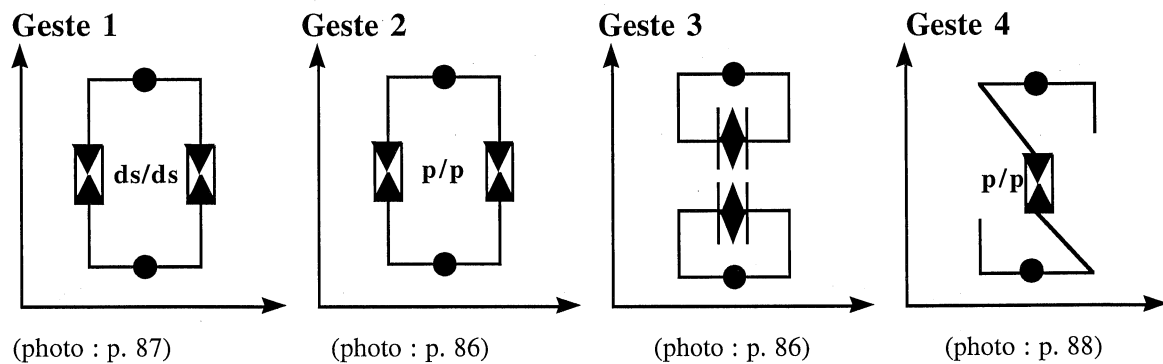 Geste 1 Geste 2 Geste 3 Geste 4
ds/ds p/p p/p
(photo : p. 87) (photo : p. 86) (photo : p. 86) (photo : p. 88)